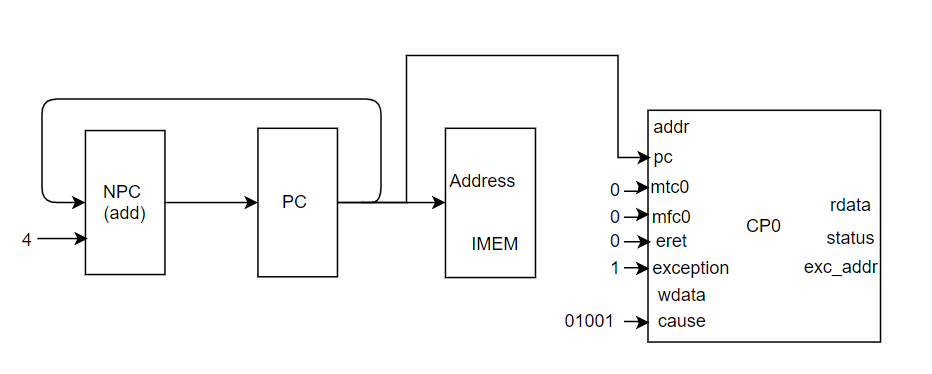 NPC
(add)
4
PC
Address
IMEM
addr
pc
0 mtc0
0 mfc0
0 eret
1 exception
wdata
01001 cause
CP0
rdata
status
exc_addr